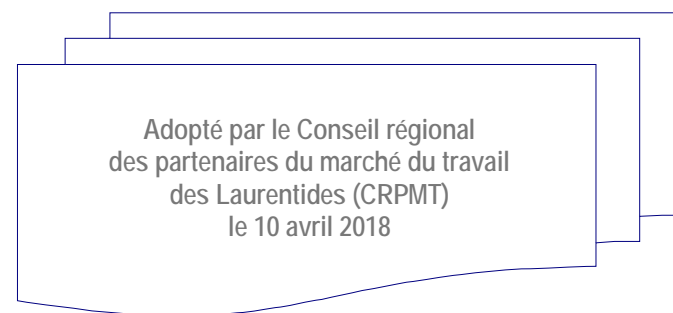 Adopté par le Conseil régional
des partenaires du marché du travail
des Laurentides (CRPMT)
le 10 avril 2018